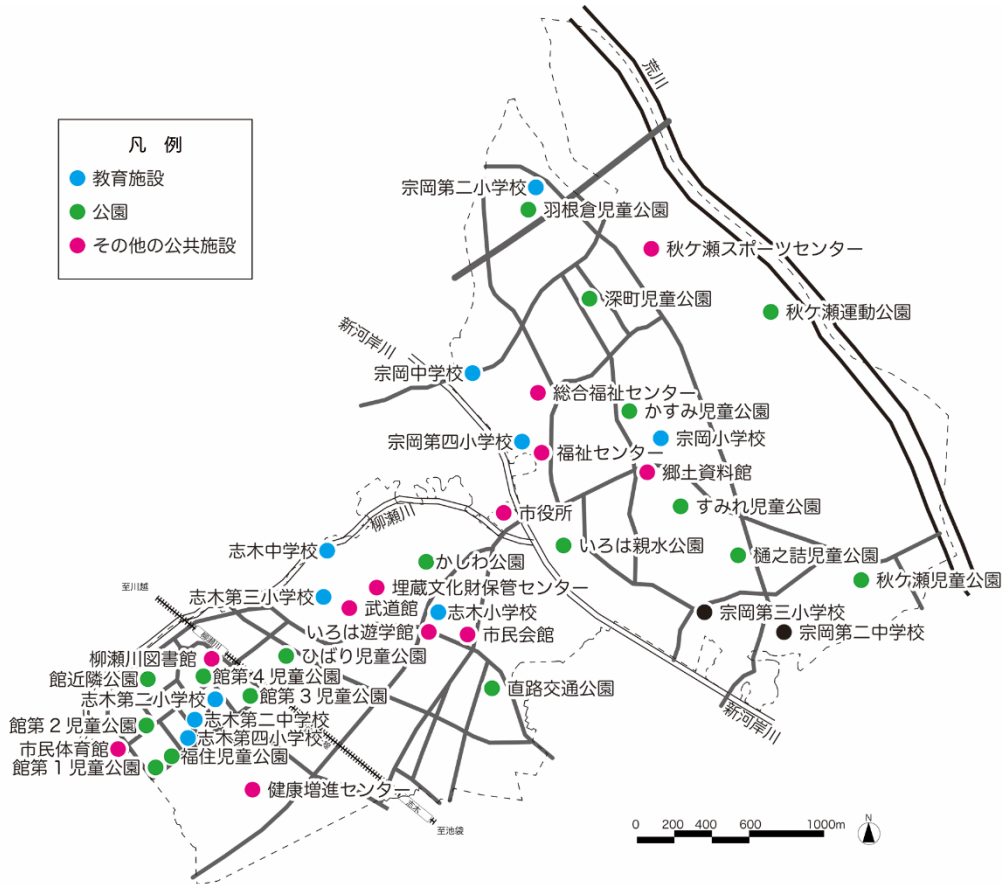 凡 例
教育施設
公園
その他の公共施設
荒川
宗岡第二小学校
羽根倉児童公園
秋ケ瀬スポーツセンター
深町児童公園
秋ケ瀬運動公園
新河岸川
宗岡中学校
総合福祉センター
かすみ児童公園
宗岡第四小学校
宗岡小学校
福祉センター
郷土資料館
すみれ児童公園
市役所
柳瀬川
いろは親水公園
志木中学校
かしわ公園
樋之詰児童公園
秋ケ瀬児童公園
至川越
埋蔵文化財保管センター
志木第三小学校
武道館
志木小学校
宗岡第三小学校
いろは遊学館
市民会館
宗岡第二中学校
柳瀬川
柳瀬川図書館
ひばり児童公園
館近隣公園
館第4児童公園
館第3児童公園
直路交通公園
志木第二小学校
新河岸川
館第2児童公園
志木第二中学校
志木第四小学校
市民体育館
福住児童公園
館第1児童公園
健康増進センター
志木
至池袋
0 200 400 600 1000m
N